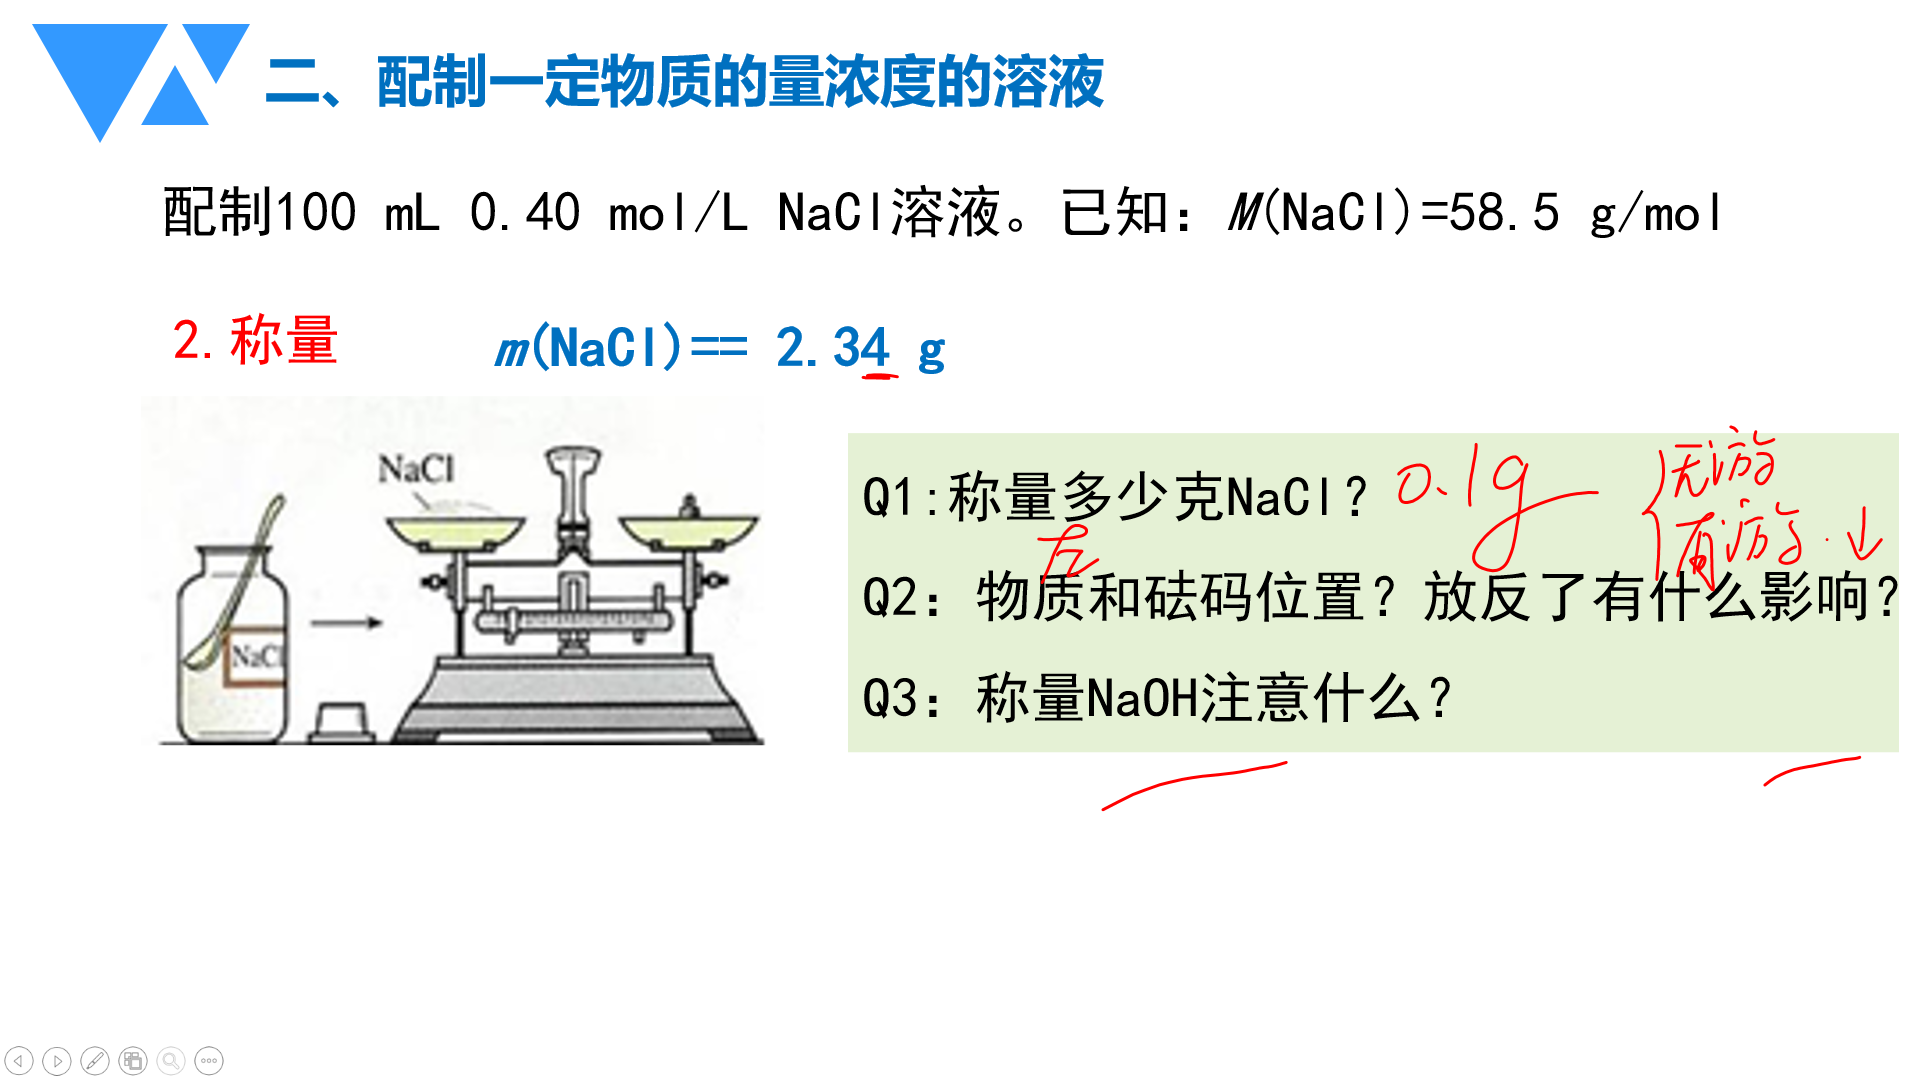 二、配制一定物质的量浓度的溶液
配制100 mL 0.40 mol/L NaCl溶液。已知：M(NaCl)=58.5 g/mol
2.称量
m(NaCl)== 2.34 g
NaCl
NaCl
Q1:称量多少克NaCl？
0.1g
无游
有游 ↓
左
Q2：物质和砝码位置？放反了有什么影响？
Q3：称量NaOH注意什么？